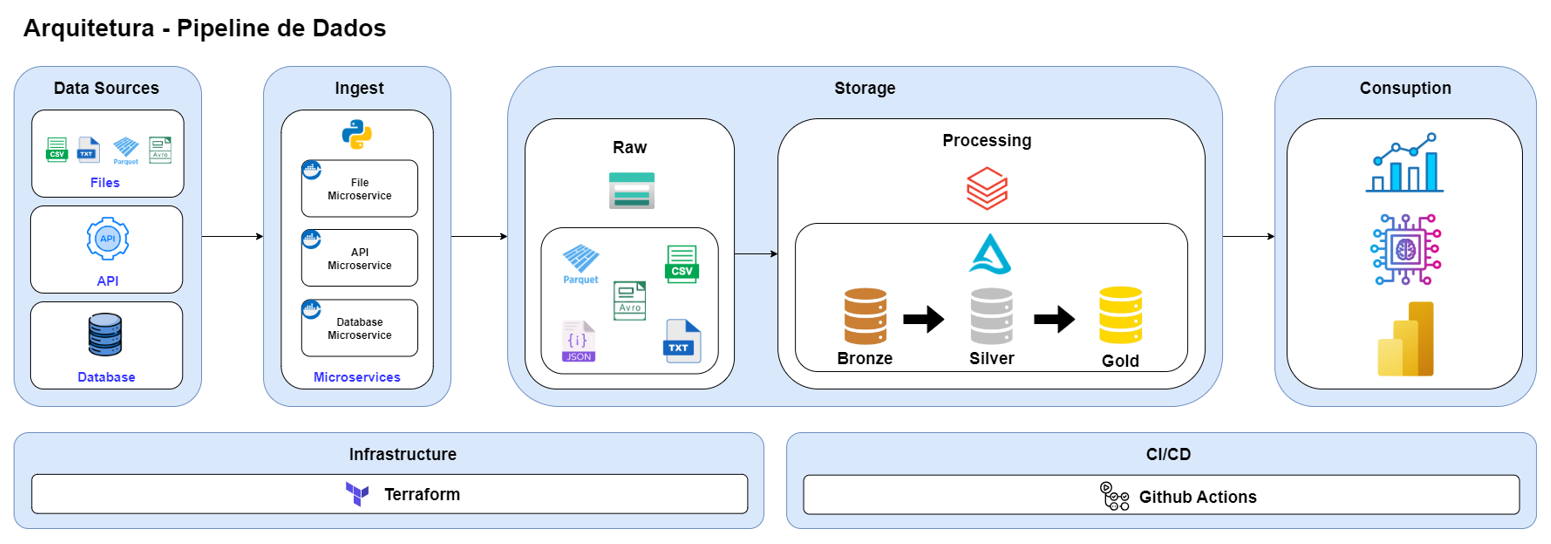 Arquitetura - Pipeline de Dados
Data Sources
CSV
TXT
Parquet
Avro
Files
API
API
Database
Ingest
File
Microservice
API
Microservice
Database
Microservice
Microservices
Storage
Raw
Parquet
CSV
Avro
{i}
JSON
TXT
Processing
Bronze
Silver
Gold
Consuption
Infrastructure
Terraform
CI/CD
Github Actions